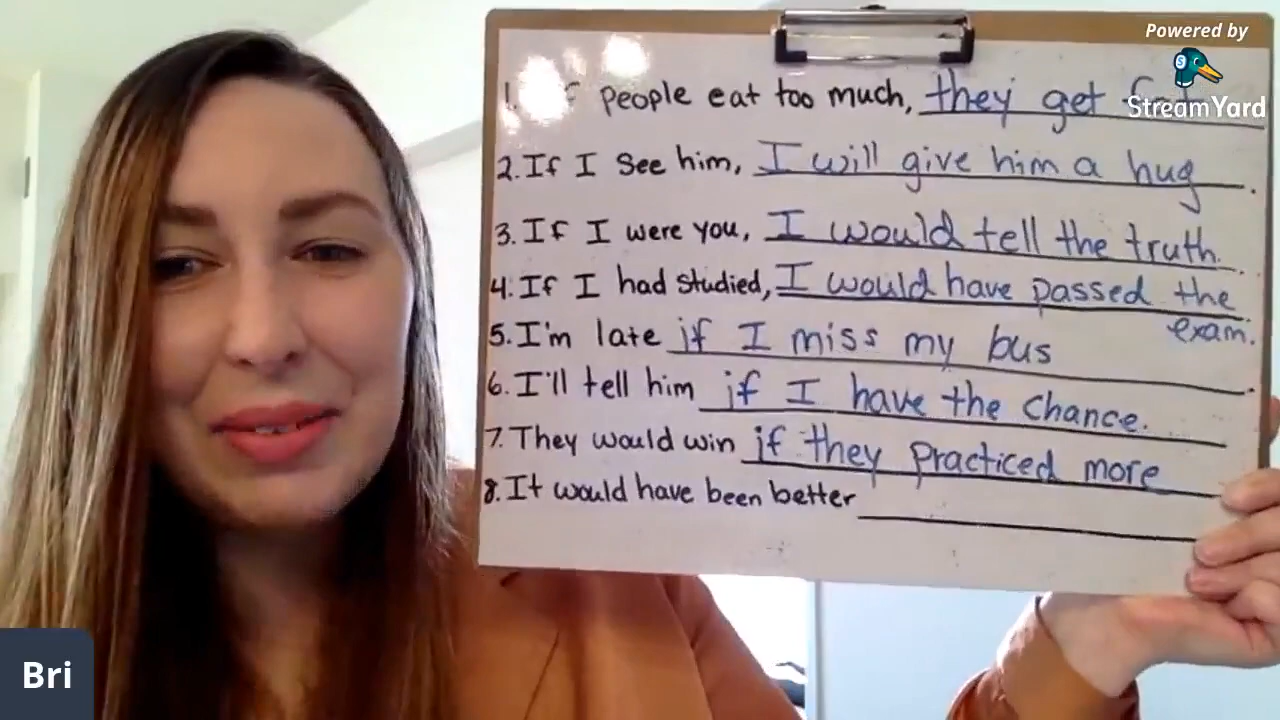 Powered by
StreamYard
people eat too much, they get
2. If I see him, I will give him a hug.
3. If I were you, I would tell the truth.
4. If I had studied, I would have passed the
exam.
5. I'm late if I miss my bus.
6. I'll tell him if I have the chance.
7. They would win if they practiced more
8. It would have been better
Bri